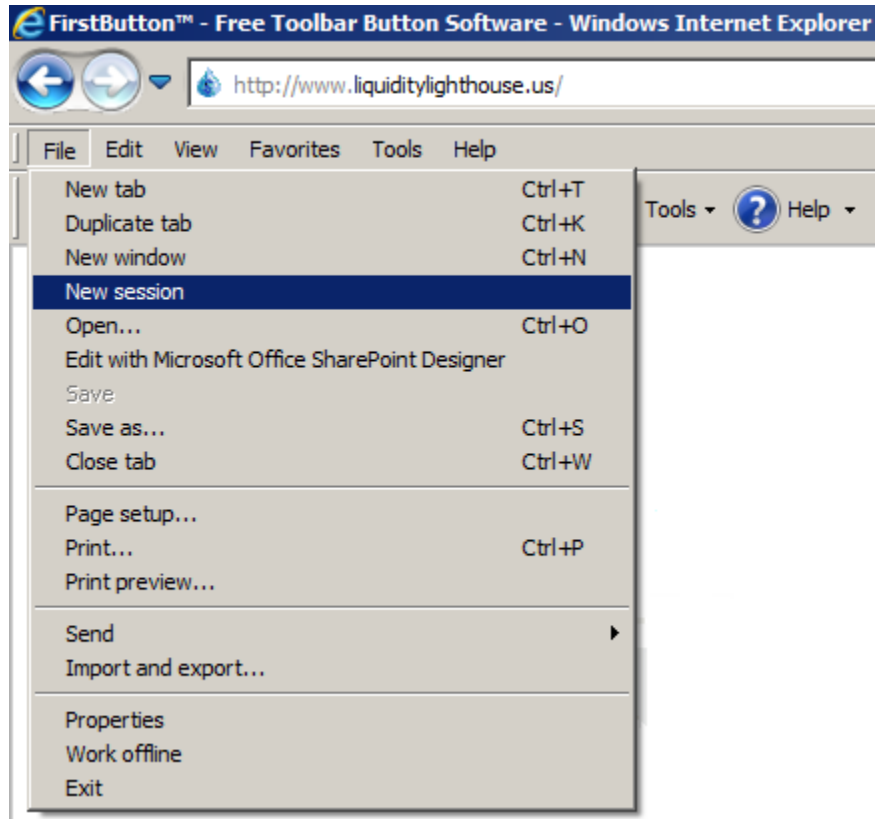 FirstButton™ - Free Toolbar Button Software - Windows Internet Explorer
http://www.liquiditylighthouse.us/
File Edit View Favorites Tools Help
Tools Help
New tab Ctrl+T
Duplicate tab Ctrl+K
New window Ctrl+N
New session
Open... Ctrl+O
Edit with Microsoft Office SharePoint Designer
Save
Save as... Ctrl+S
Close tab Ctrl+W
Page setup...
Print... Ctrl+P
Print preview...
Send
Import and export...
Properties
Work offline
Exit